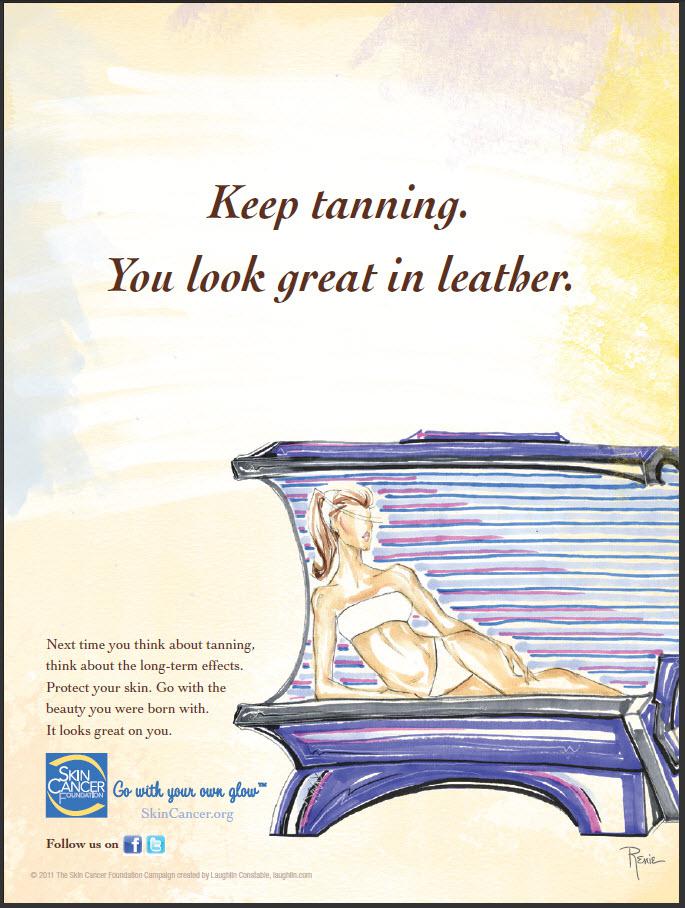 Keep tanning.
You look great in leather.
Next time you think about tanning,
think about the long-term effects.
Protect your skin. Go with the
beauty you were born with.
It looks great on you.
SKIN
CANCER
FOUNDATION
Go with your own glow™
SkinCancer.org
Follow us on
Renie
© 2011 The Skin Cancer Foundation Campaign created by Laughlin Constable, laughlin.com